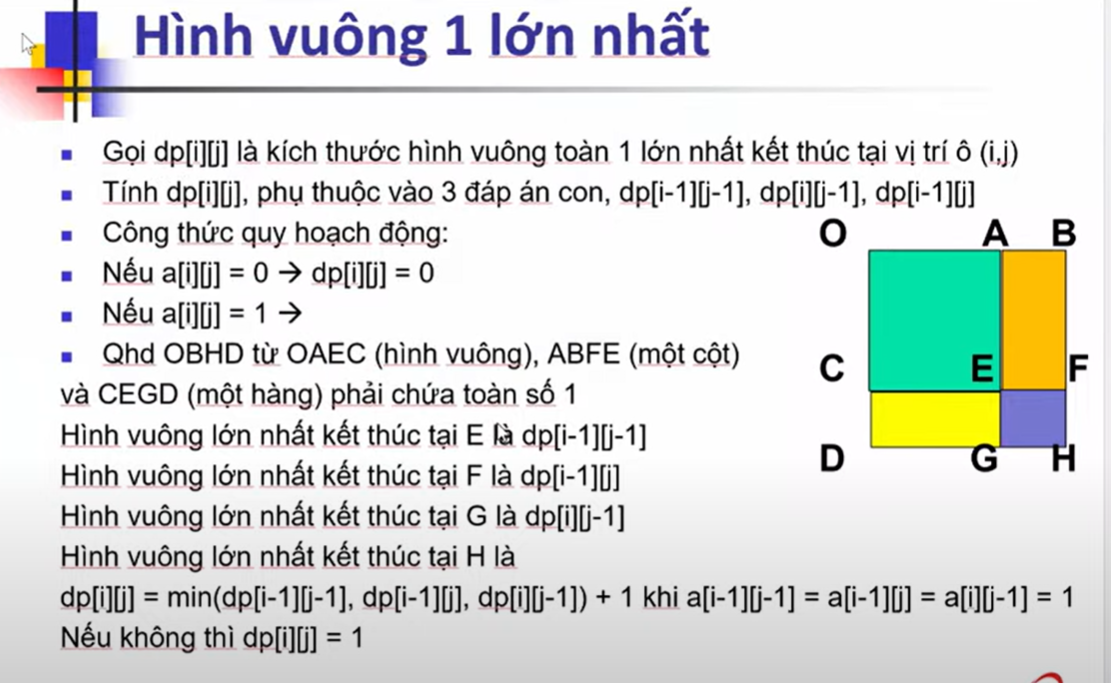 Hình vuông 1 lớn nhất
Gọi dp[i][j] là kích thước hình vuông toàn 1 lớn nhất kết thúc tại vị trí ô (i,j)
Tính dp[i][j], phụ thuộc vào 3 đáp án con, dp[i-1][j-1], dp[i][j-1], dp[i-1][j]
Công thức quy hoạch động:
Nếu a[i][j] = 0 → dp[i][j] = 0
Nếu a[i][j] = 1 →
Qhd OBHD từ OAEC (hình vuông), ABFE (một cột)
và CEGD (một hàng) phải chứa toàn số 1
Hình vuông lớn nhất kết thúc tại E là dp[i-1][j-1]
Hình vuông lớn nhất kết thúc tại F là dp[i-1][j]
Hình vuông lớn nhất kết thúc tại G là dp[i][j-1]
Hình vuông lớn nhất kết thúc tại H là
dp[i][j] = min(dp[i-1][j-1], dp[i-1][j], dp[i][j-1]) + 1 khi a[i-1][j-1] = a[i-1][j] = a[i][j-1] = 1
Nếu không thì dp[i][j] = 1
O A B
C E F
D G H